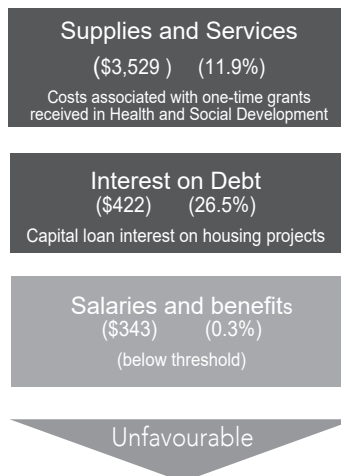 Supplies and Services
($3,529 ) (11.9%)
Costs associated with one-time grants
received in Health and Social Development
Interest on Debt
($422) (26.5%)
Capital loan interest on housing projects
Salaries and benefits
($343) (0.3%)
(below threshold)
Unfavourable